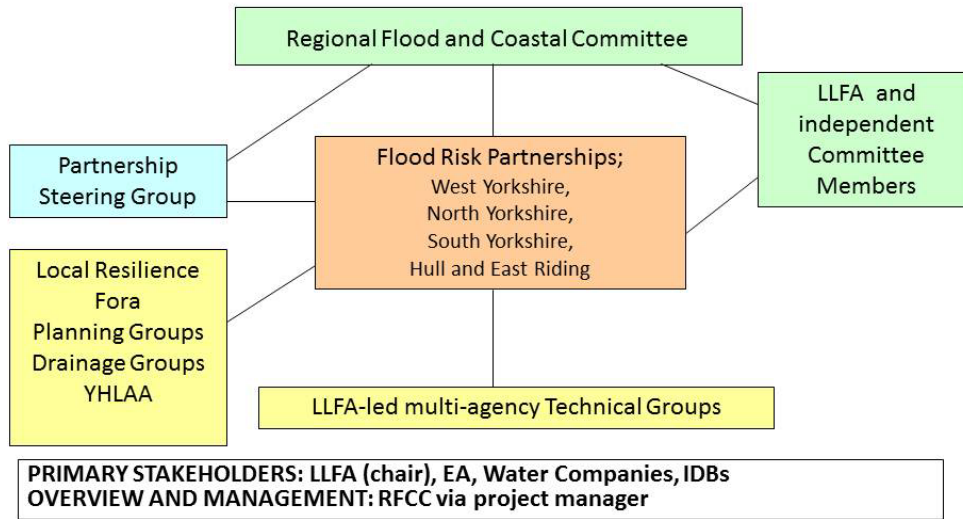 Regional Flood and Coastal Committee
LLFA and
independent
Committee
Members
Partnership
Steering Group
Flood Risk Partnerships;
West Yorkshire,
North Yorkshire,
South Yorkshire,
Hull and East Riding
Local Resilience
Fora
Planning Groups
Drainage Groups
YHLAA
LLFA-led multi-agency Technical Groups
PRIMARY STAKEHOLDERS: LLFA (chair), EA, Water Companies, IDBs
OVERVIEW AND MANAGEMENT: RFCC via project manager